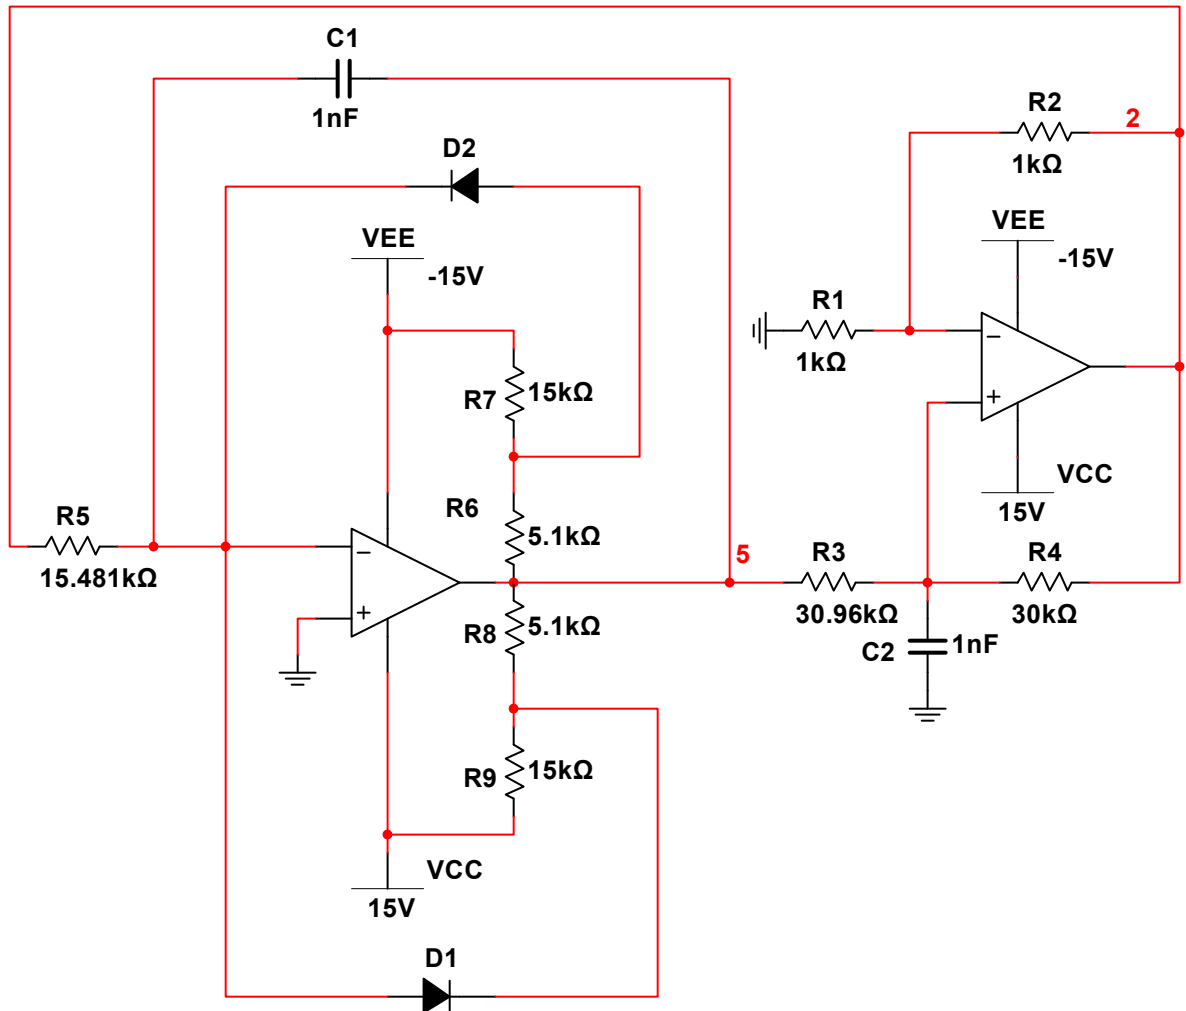 C1
1nF
R2
2
1kΩ
D2
VEE
-15V
VEE
-15V
R1
1kΩ
R7
15kΩ
VCC
15V
R6
5.1kΩ
R5
15.481kΩ
5
R3
30.96kΩ
R4
30kΩ
R8
5.1kΩ
C2
1nF
R9
15kΩ
VCC
15V
D1